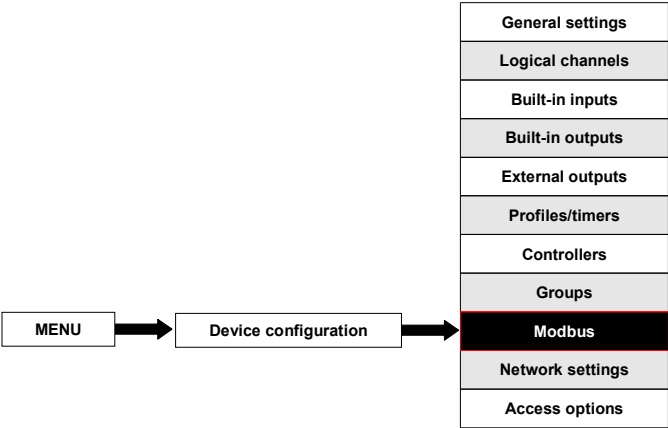 General settings
Logical channels
Built-in inputs
Built-in outputs
External outputs
Profiles/timers
Controllers
Groups
MENU
Device configuration
Modbus
Network settings
Access options